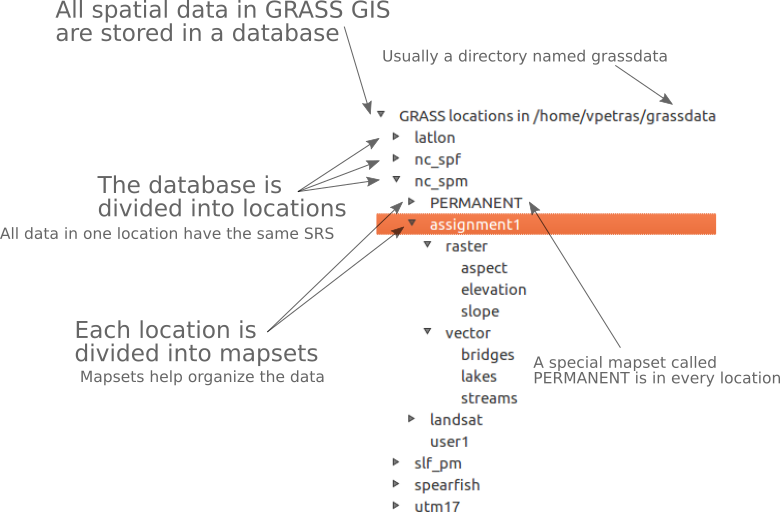 All spatial data in GRASS GIS
are stored in a database
Usually a directory named grassdata
GRASS locations in /home/vpetras/grassdata
latlon
nc_spf
nc_spm
The database is
divided into locations
All data in one location have the same SRS
PERMANENT
assignment1
raster
aspect
elevation
slope
Each location is
divided into mapsets
Mapsets help organize the data
vector
bridges
lakes
streams
A special mapset called
PERMANENT is in every location
landsat
user1
slf_pm
spearfish
utm17